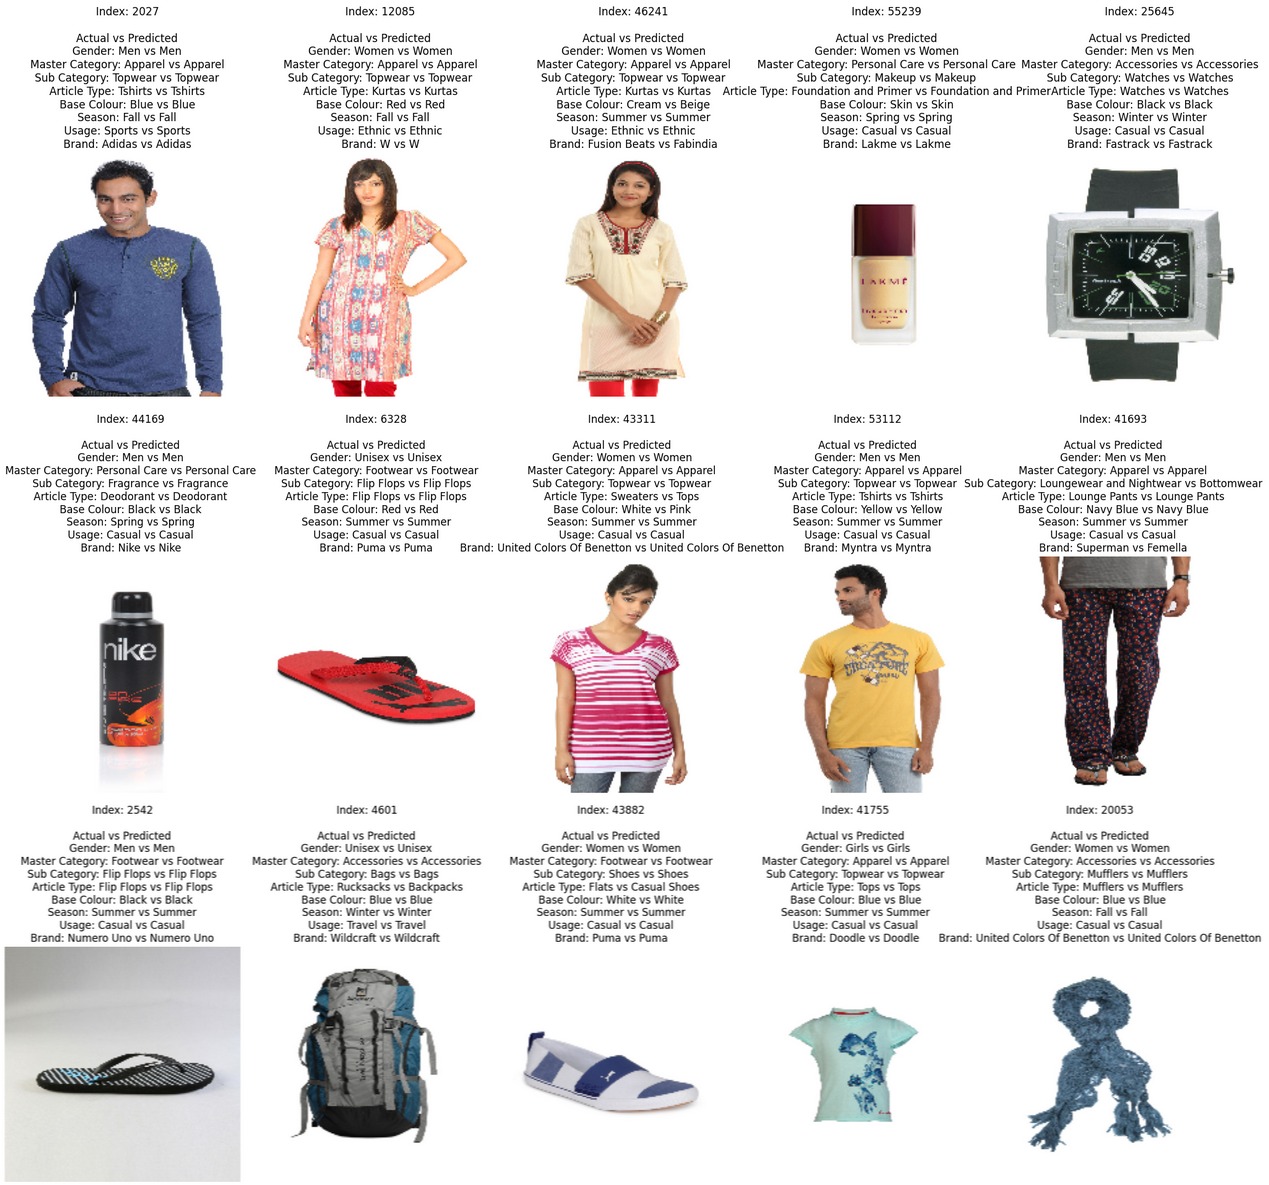 Index: 2027
Actual vs Predicted
Gender: Men vs Men
Master Category: Apparel vs Apparel
Sub Category: Topwear vs Topwear
Article Type: Tshirts vs Tshirts
Base Colour: Blue vs Blue
Season: Fall vs Fall
Usage: Sports vs Sports
Brand: Adidas vs Adidas
Index: 12085
Actual vs Predicted
Gender: Women vs Women
Master Category: Apparel vs Apparel
Sub Category: Topwear vs Topwear
Article Type: Kurtas vs Kurtas
Base Colour: Red vs Red
Season: Fall vs Fall
Usage: Ethnic vs Ethnic
Brand: W vs W
Index: 46241
Actual vs Predicted
Gender: Women vs Women
Master Category: Apparel vs Apparel
Sub Category: Topwear vs Topwear
Article Type: Kurtas vs Kurtas
Base Colour: Cream vs Beige
Season: Summer vs Summer
Usage: Ethnic vs Ethnic
Brand: Fusion Beats vs Fabindia
Index: 55239
Actual vs Predicted
Gender: Women vs Women
Master Category: Personal Care vs Personal Care
Sub Category: Makeup vs Makeup
Article Type: Foundation and Primer vs Foundation and Primer
Base Colour: Skin vs Skin
Season: Spring vs Spring
Usage: Casual vs Casual
Brand: Lakme vs Lakme
LAKMÉ
Index: 25645
Actual vs Predicted
Gender: Men vs Men
Master Category: Accessories vs Accessories
Sub Category: Watches vs Watches
Article Type: Watches vs Watches
Base Colour: Black vs Black
Season: Winter vs Winter
Usage: Casual vs Casual
Brand: Fastrack vs Fastrack
Index: 44169
Actual vs Predicted
Gender: Men vs Men
Master Category: Personal Care vs Personal Care
Sub Category: Fragrance vs Fragrance
Article Type: Deodorant vs Deodorant
Base Colour: Black vs Black
Season: Spring vs Spring
Usage: Casual vs Casual
Brand: Nike vs Nike
nike
Index: 6328
Actual vs Predicted
Gender: Unisex vs Unisex
Master Category: Footwear vs Footwear
Sub Category: Flip Flops vs Flip Flops
Article Type: Flip Flops vs Flip Flops
Base Colour: Red vs Red
Season: Summer vs Summer
Usage: Casual vs Casual
Brand: Puma vs Puma
Index: 43311
Actual vs Predicted
Gender: Women vs Women
Master Category: Apparel vs Apparel
Sub Category: Topwear vs Topwear
Article Type: Sweaters vs Tops
Base Colour: White vs Pink
Season: Summer vs Summer
Usage: Casual vs Casual
Brand: United Colors Of Benetton vs United Colors Of Benetton
Index: 53112
Actual vs Predicted
Gender: Men vs Men
Master Category: Apparel vs Apparel
Sub Category: Topwear vs Topwear
Article Type: Tshirts vs Tshirts
Base Colour: Yellow vs Yellow
Season: Summer vs Summer
Usage: Casual vs Casual
Brand: Myntra vs Myntra
Index: 41693
Actual vs Predicted
Gender: Men vs Men
Master Category: Apparel vs Apparel
Sub Category: Loungewear and Nightwear vs Bottomwear
Article Type: Lounge Pants vs Lounge Pants
Base Colour: Navy Blue vs Navy Blue
Season: Summer vs Summer
Usage: Casual vs Casual
Brand: Superman vs Femella
Index: 2542
Actual vs Predicted
Gender: Men vs Men
Master Category: Footwear vs Footwear
Sub Category: Flip Flops vs Flip Flops
Article Type: Flip Flops vs Flip Flops
Base Colour: Black vs Black
Season: Summer vs Summer
Usage: Casual vs Casual
Brand: Numero Uno vs Numero Uno
Index: 4601
Actual vs Predicted
Gender: Unisex vs Unisex
Master Category: Accessories vs Accessories
Sub Category: Bags vs Bags
Article Type: Rucksacks vs Backpacks
Base Colour: Blue vs Blue
Season: Winter vs Winter
Usage: Travel vs Travel
Brand: Wildcraft vs Wildcraft
Index: 43882
Actual vs Predicted
Gender: Women vs Women
Master Category: Footwear vs Footwear
Sub Category: Shoes vs Shoes
Article Type: Flats vs Casual Shoes
Base Colour: White vs White
Season: Summer vs Summer
Usage: Casual vs Casual
Brand: Puma vs Puma
Index: 41755
Actual vs Predicted
Gender: Girls vs Girls
Master Category: Apparel vs Apparel
Sub Category: Topwear vs Topwear
Article Type: Tops vs Tops
Base Colour: Blue vs Blue
Season: Summer vs Summer
Usage: Casual vs Casual
Brand: Doodle vs Doodle
Index: 20053
Actual vs Predicted
Gender: Women vs Women
Master Category: Accessories vs Accessories
Sub Category: Mufflers vs Mufflers
Article Type: Mufflers vs Mufflers
Base Colour: Blue vs Blue
Season: Fall vs Fall
Usage: Casual vs Casual
Brand: United Colors Of Benetton vs United Colors Of Benetton